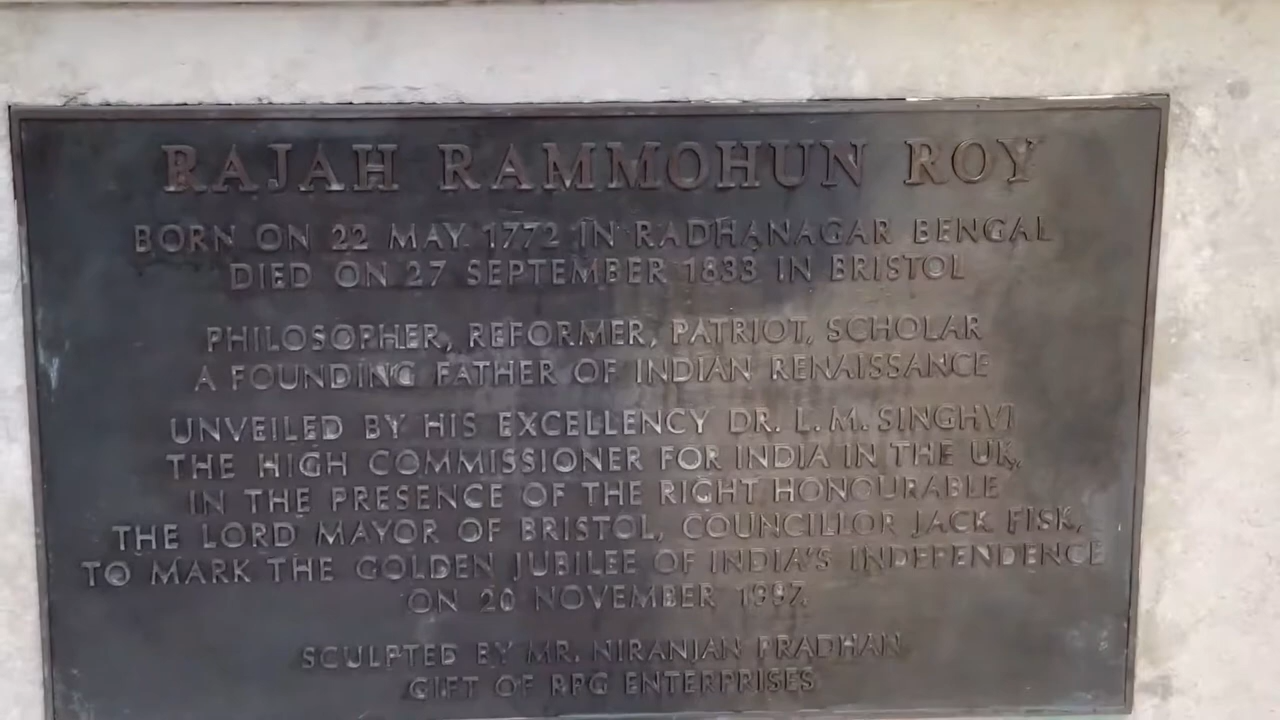 RAJAH RAMMOHUN ROY
BORN ON 22 MAY 1772 IN RADHANAGAR BENGAL
DIED ON 27 SEPTEMBER 1833 IN BRISTOL
PHILOSOPHER, REFORMER, PATRIOT, SCHOLAR
A FOUNDING FATHER OF INDIAN RENAISSANCE
UNVEILED BY HIS EXCELLENCY DR. L. M. SINGHVI
THE HIGH COMMISSIONER FOR INDIA IN THE UK,
IN THE PRESENCE OF THE RIGHT HONOURABLE
THE LORD MAYOR OF BRISTOL, COUNCILLOR JACK FISK,
TO MARK THE GOLDEN JUBILEE OF INDIA'S INDEPENDENCE
ON 20 NOVEMBER 1997.
SCULPTED BY MR. NIRANJAN PRADHAN
GIFT OF RPG ENTERPRISES